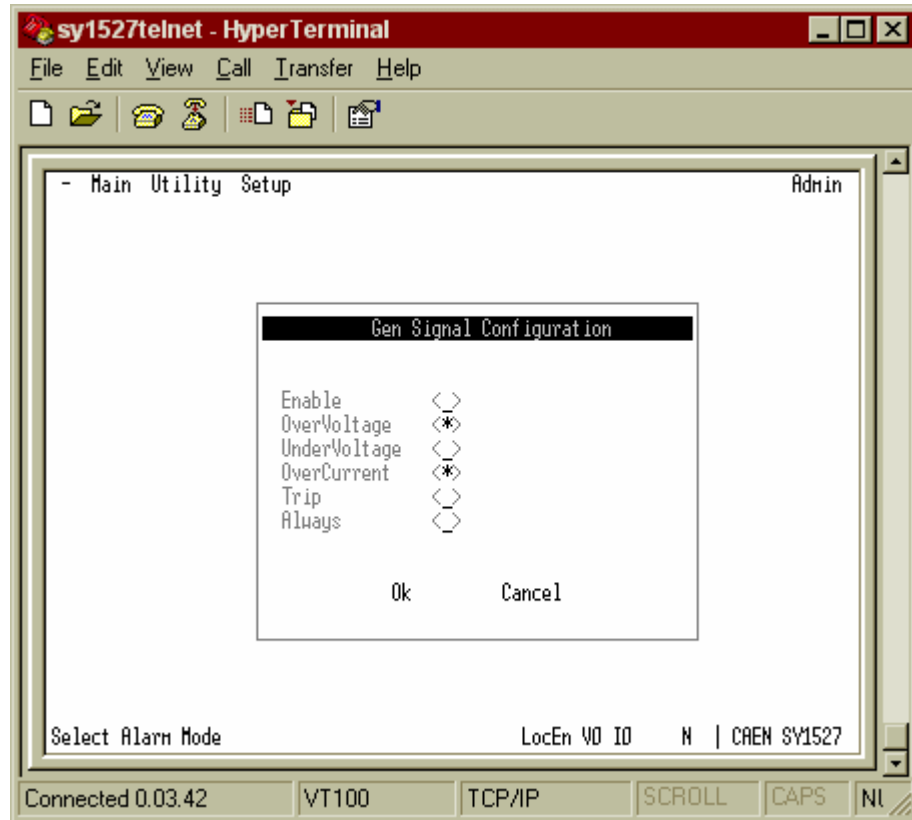 sy1527telnet - HyperTerminal
File Edit View Call Transfer Help
- Main Utility Setup Admin
Gen Signal Configuration
Enable <_>
OverVoltage <*>
UnderVoltage <_>
OverCurrent <*>
Trip <_>
Always <_>
Ok Cancel
Select Alarm Mode LocEn V0 I0 N | CAEN SY1527
Connected 0.03.42 VT100 TCP/IP SCROLL CAPS